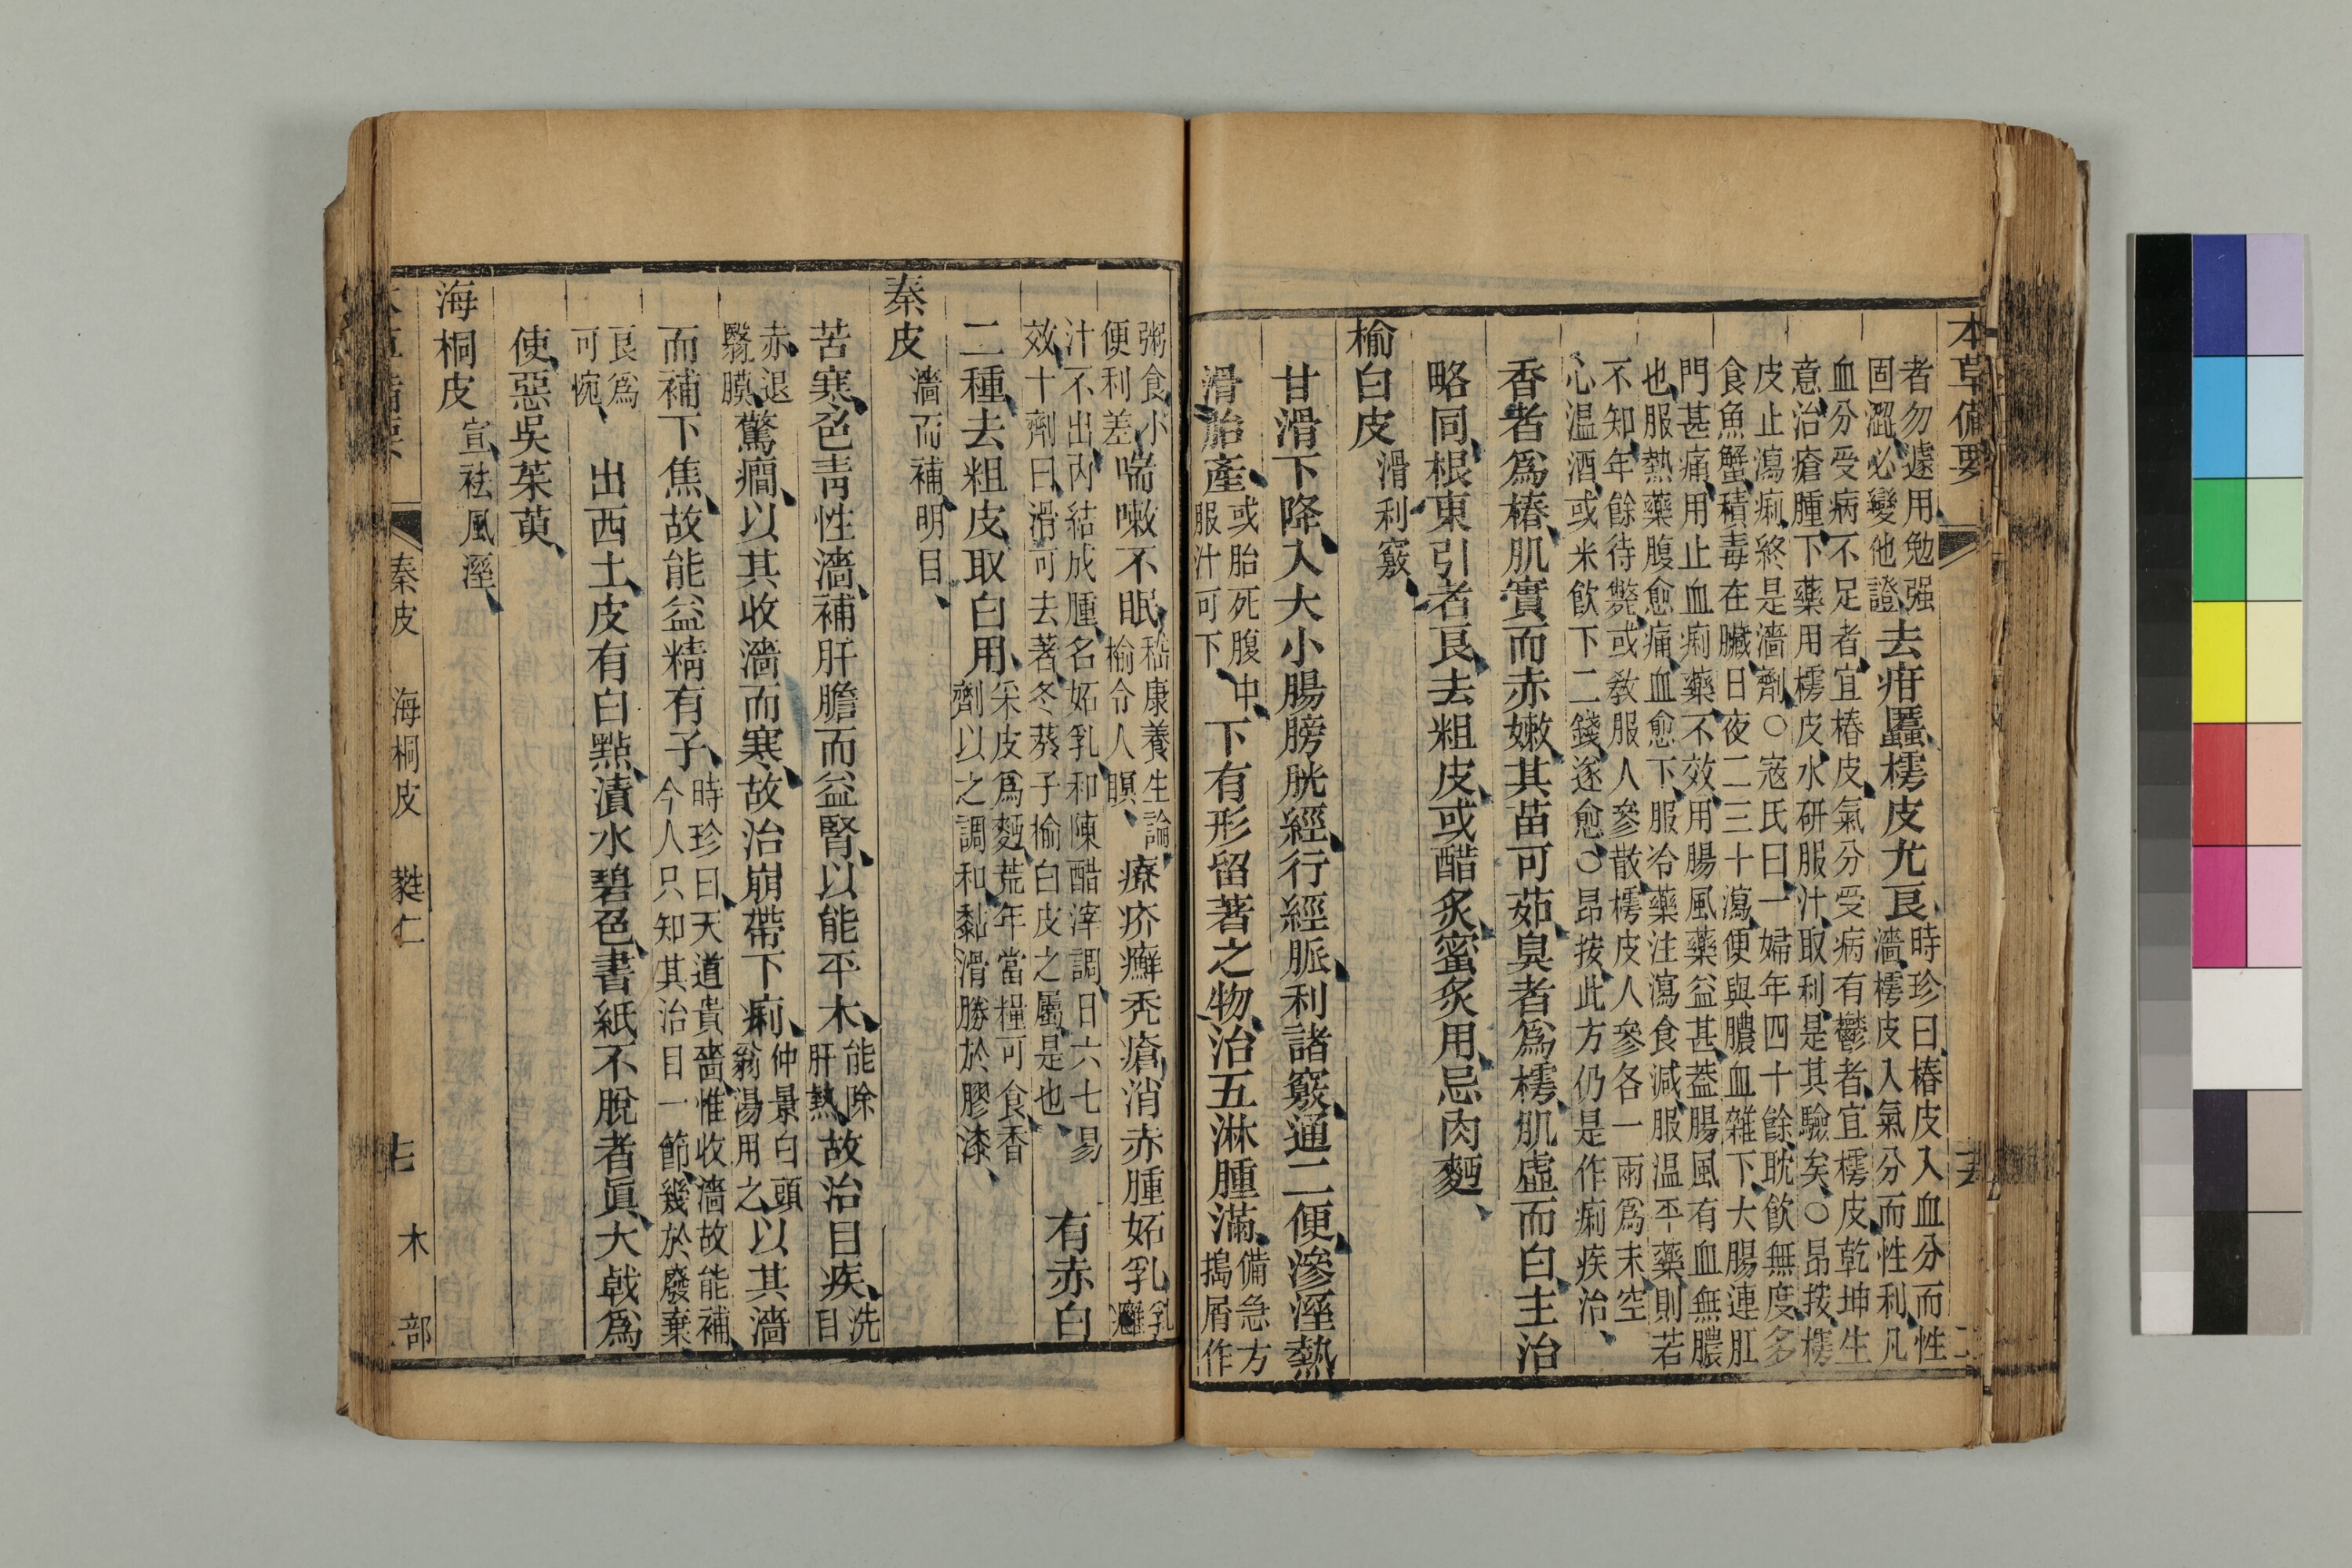 本草備要
者勿遽用勉强
固澀必變他證
去疳䘌樗皮尤良
時珍曰椿皮入血分而性
濇樗皮入氣分而性利凡
血分受病不足者宜椿皮氣分受病有鬱者宜樗皮乾坤生
意治瘡腫下藥用樗皮水研服汁取利是其驗矣○昂按樗
皮止瀉痢終是濇劑○寇氏曰一婦年四十餘耽飲無度多
食魚蟹積毒在臟日夜二三十瀉便與膿血雜下大腸連肛
門甚痛用止血痢藥不效用腸風藥益甚葢腸風有血無膿
也服熱藥腹愈痛血愈下服冷藥注瀉食減服温平藥則若
不知年餘待斃或教服人參散樗皮人參各一兩爲末空
心温酒或米飲下二錢遂愈○昂按此方仍是作痢疾治
香者爲椿肌實而赤嫩其苗可茹臭者爲樗肌虛而白主治
略同根東引者良去粗皮或醋炙蜜炙用忌肉麪
榆白皮
滑利竅
甘滑下降入大小腸膀胱經行經脈利諸竅通二便滲溼熱
滑胎產
或胎死腹中
服汁可下
下有形留著之物治五淋腫滿
備急方
搗屑作
粥食小
便利差
喘嗽不眠
嵇康養生論
榆令人瞑
療疥癬禿瘡消赤腫妬乳
乳
汁不出內結成腫名妬乳和陳醋滓調日六七易
效十劑曰滑可去著冬葵子榆白皮之屬是也
有赤白
二種去粗皮取白用
采皮爲麪荒年當糧可食香
劑以之調和黏滑勝於膠漆
秦皮
濇而補明目
苦寒色青性濇補肝膽而益腎以能平木
能除
肝熱
故治目疾
洗
目
赤退
翳膜
驚癇以其收濇而寒故治崩帶下痢
仲景白頭
翁湯用之
以其濇
而補下焦故能益精有子
時珍曰天道貴嗇惟收濇故能補
今人只知其治目一節幾於廢棄
良爲
可惋
出西土皮有白點漬水碧色書紙不脫者眞大戟爲
使惡吳茱萸
海桐皮
宣祛風溼
秦皮 海桐皮 蕤仁
木部